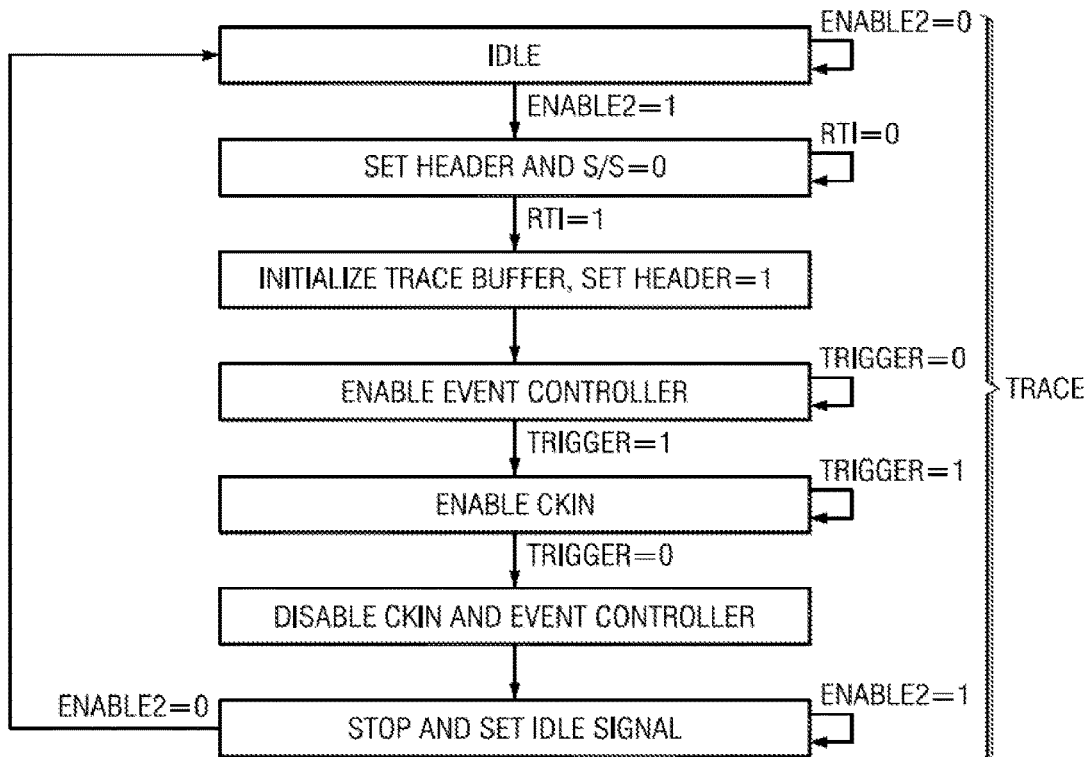 ENABLE2=0
IDLE
ENABLE2=1
RTI=0
SET HEADER AND S/S=0
RTI=1
INITIALIZE TRACE BUFFER, SET HEADER=1
TRIGGER=0
ENABLE EVENT CONTROLLER
TRACE
TRIGGER=1
TRIGGER=1
ENABLE CKIN
TRIGGER=0
DISABLE CKIN AND EVENT CONTROLLER
ENABLE2=0
ENABLE2=1
STOP AND SET IDLE SIGNAL